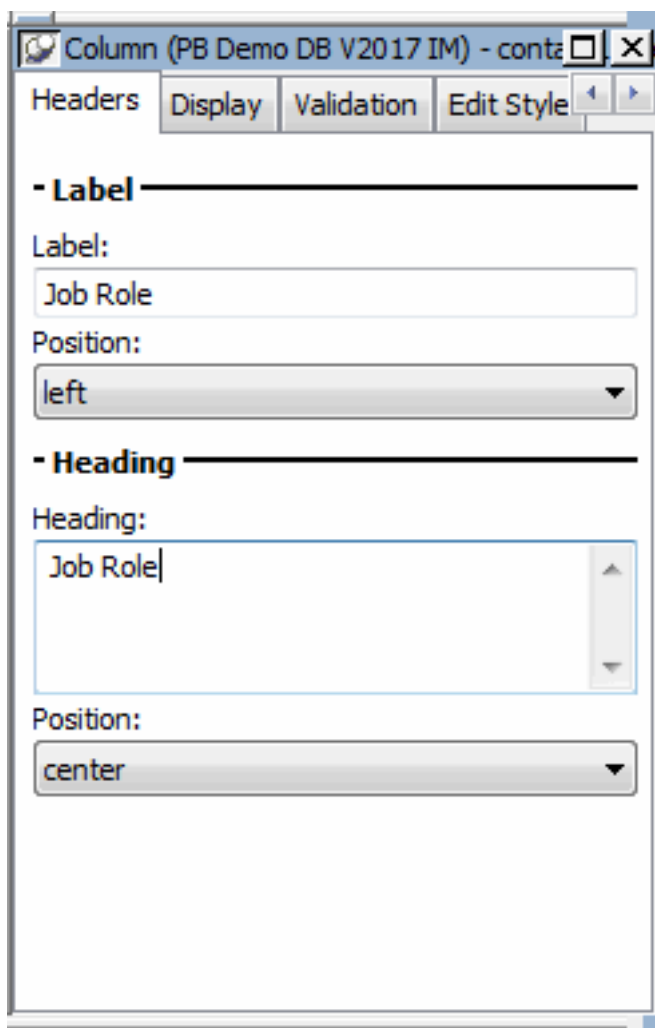 Column (PB Demo DB V2017 IM) - conta
Headers Display Validation Edit Style
Label
Label:
Job Role
Position:
left
Heading
Heading:
Job Role
Position:
center